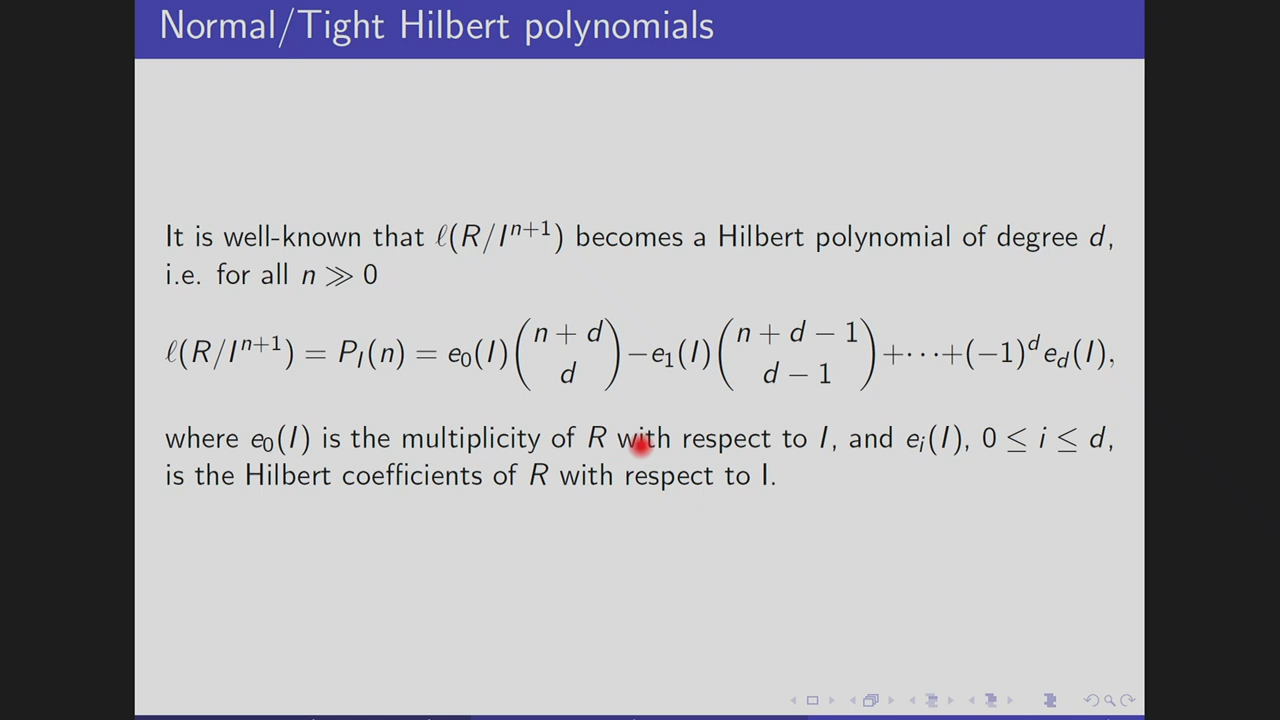 Normal/Tight Hilbert polynomials
It is well-known that ℓ(R/I^{n+1}) becomes a Hilbert polynomial of degree d,
i.e. for all n ≫ 0
ℓ(R/I^{n+1}) = P_I(n) = e_0(I)\binom{n+d}{d} − e_1(I)\binom{n+d−1}{d−1} + ··· + (−1)^d e_d(I),
where e_0(I) is the multiplicity of R with respect to I, and e_i(I), 0 ≤ i ≤ d,
is the Hilbert coefficients of R with respect to I.